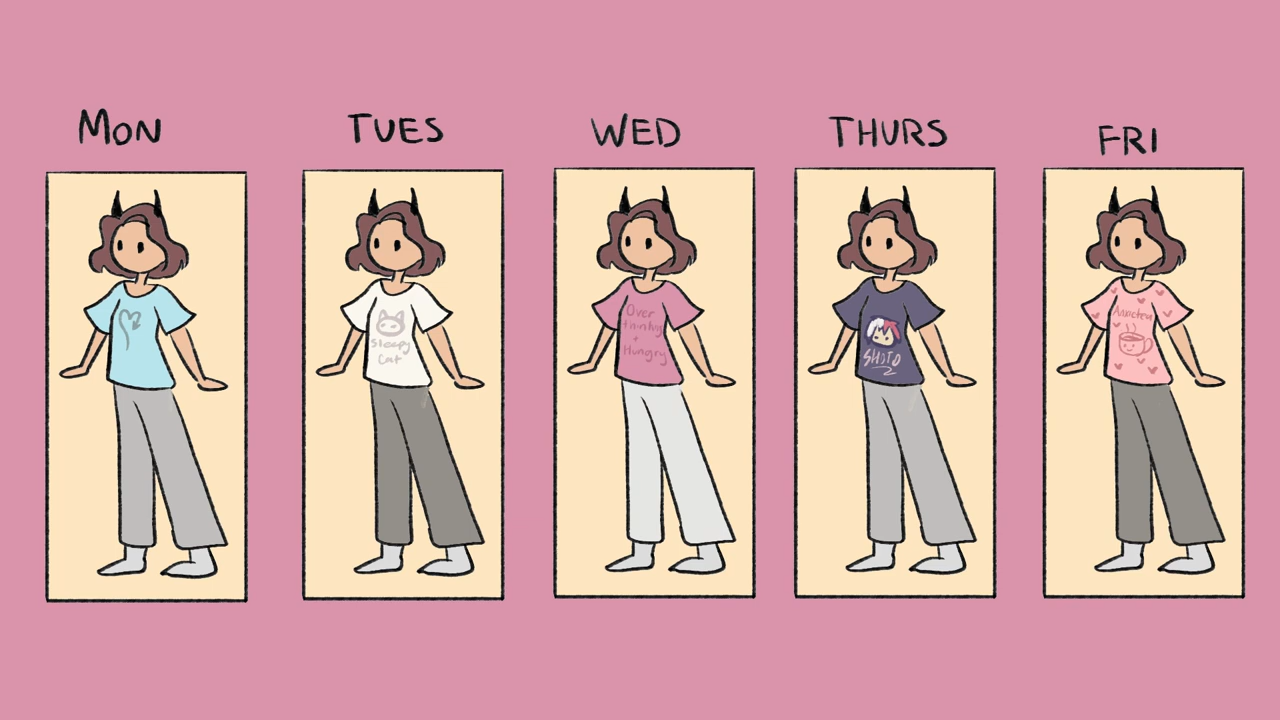 MON
TUES
WED
THURS
FRI
Sleepy
Cat
Over
thinking
+
Hungry
SHOTO